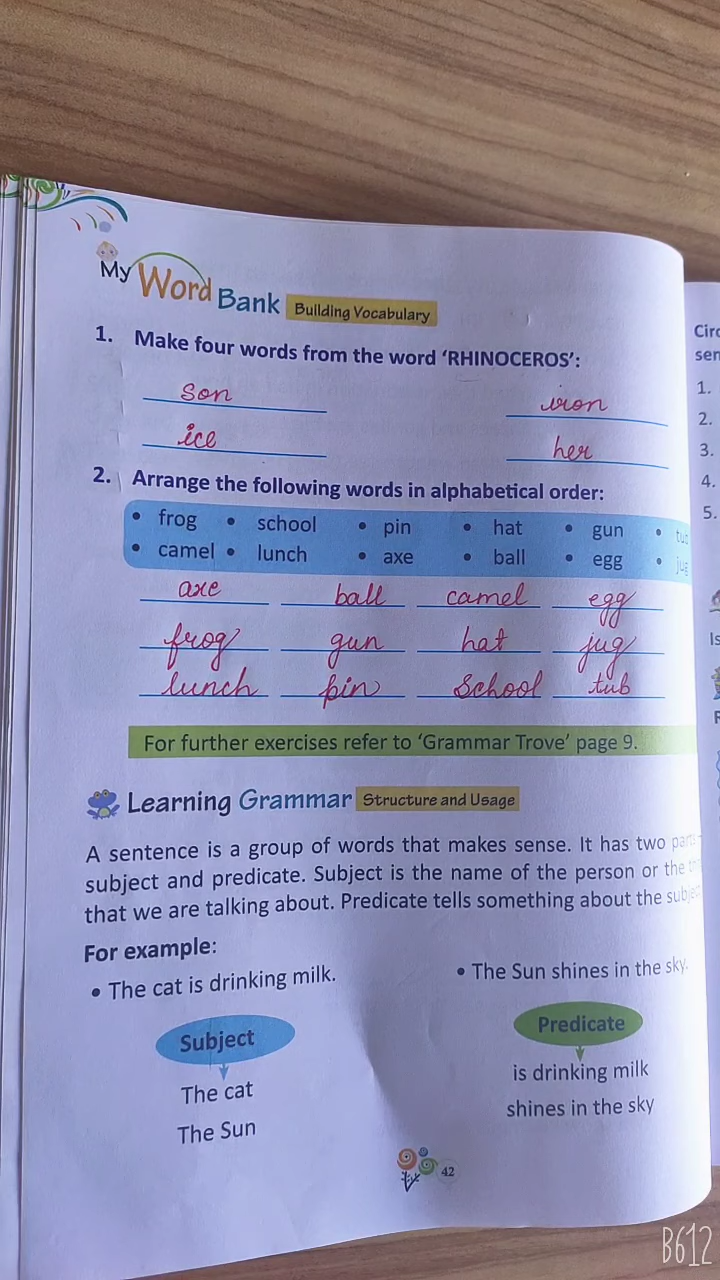 My Word Bank Building Vocabulary
1. Make four words from the word 'RHINOCEROS':
son iron
ice her
2. Arrange the following words in alphabetical order:
• frog • school • pin • hat • gun •
• camel • lunch • axe • ball • egg • jug
axe ball camel egg
frog gun hat jug
lunch pin School tub
For further exercises refer to 'Grammar Trove' page 9.
Learning Grammar Structure and Usage
A sentence is a group of words that makes sense. It has two
subject and predicate. Subject is the name of the person or the
that we are talking about. Predicate tells something about the
For example:
• The cat is drinking milk. • The Sun shines in the sky.
Subject Predicate
The cat is drinking milk
The Sun shines in the sky
42
1.
2.
3.
4.
5.
B612